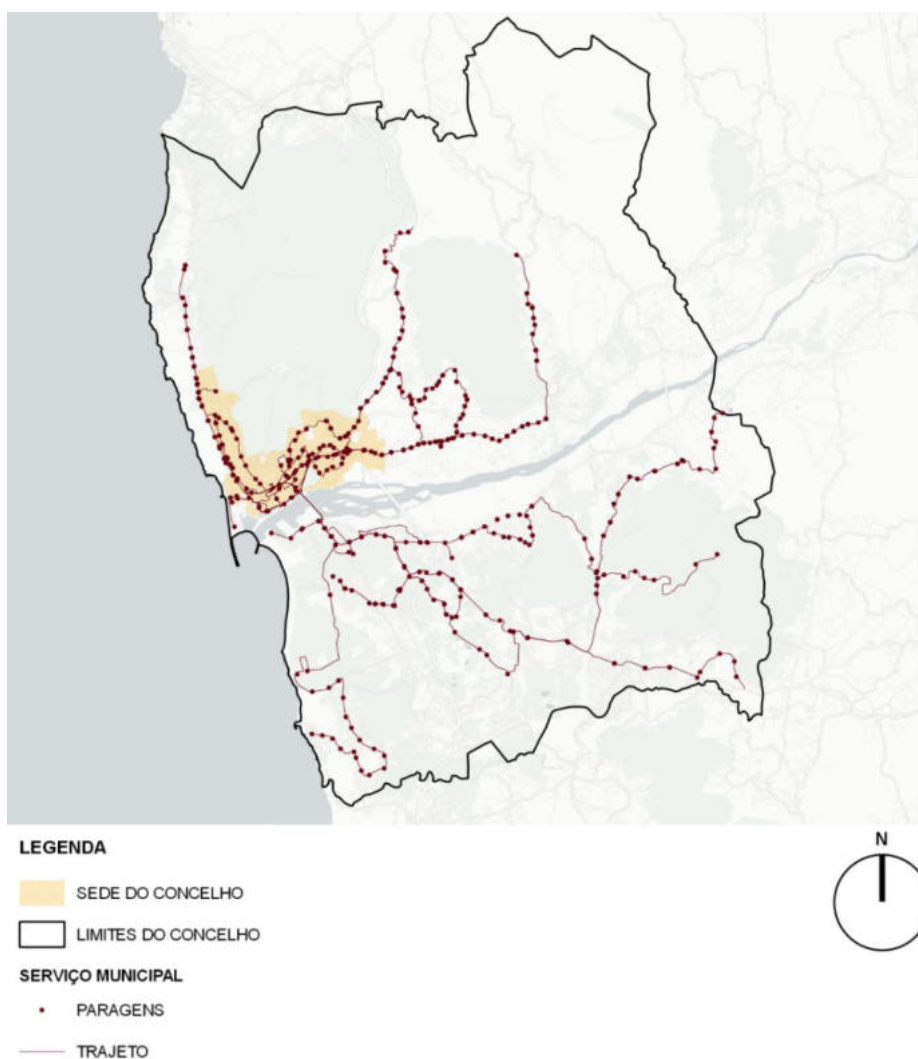 LEGENDA
N
SEDE DO CONCELHO
LIMITES DO CONCELHO
SERVIÇO MUNICIPAL
PARAGENS
TRAJETO